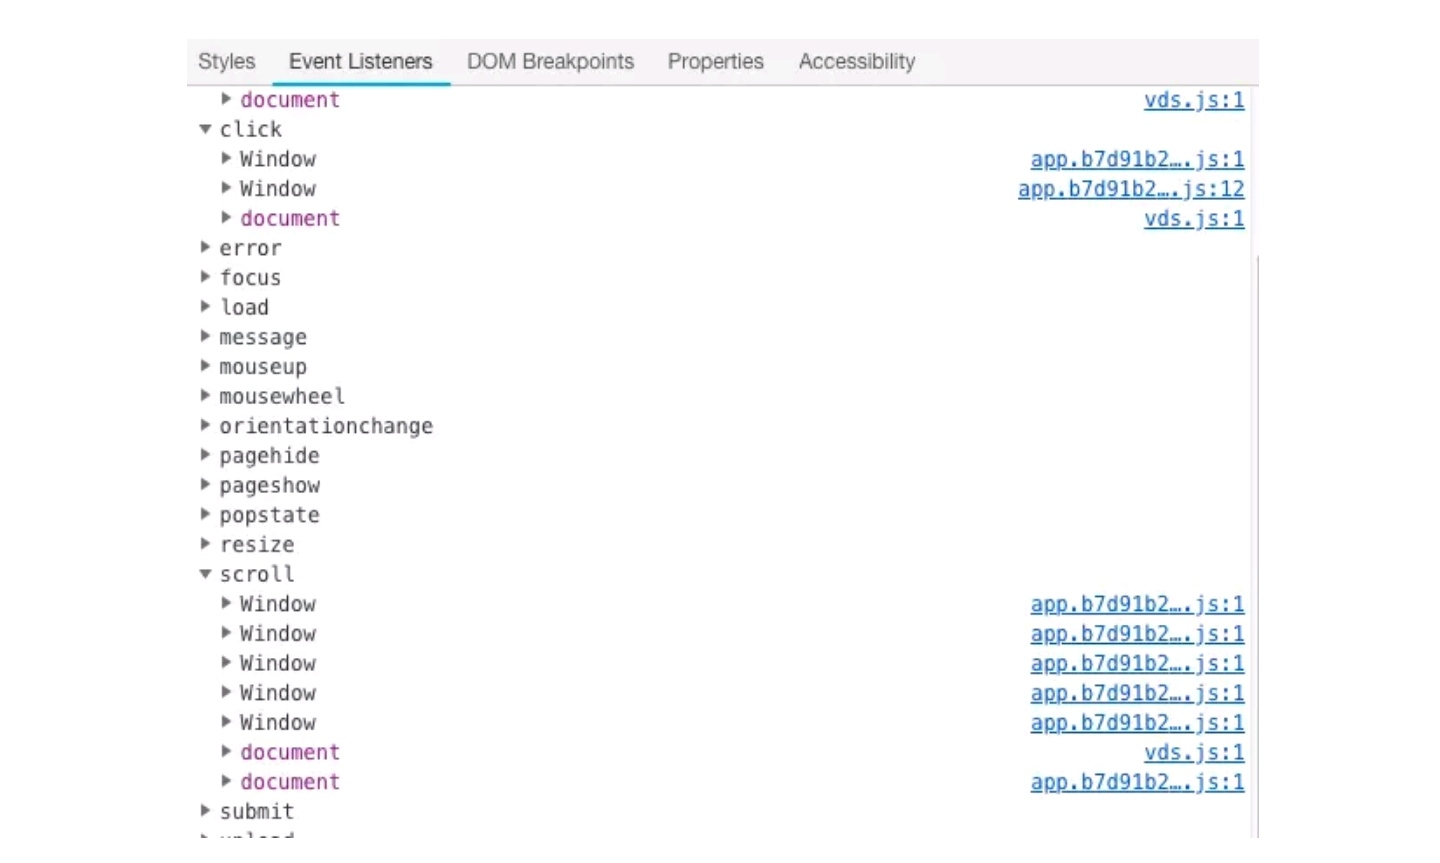 Styles Event Listeners DOM Breakpoints Properties Accessibility
document vds.js:1
click
Window app.b7d91b2….js:1
Window app.b7d91b2….js:12
document vds.js:1
error
focus
load
message
mouseup
mousewheel
orientationchange
pagehide
pageshow
popstate
resize
scroll
Window app.b7d91b2….js:1
Window app.b7d91b2….js:1
Window app.b7d91b2….js:1
Window app.b7d91b2….js:1
Window app.b7d91b2….js:1
document vds.js:1
document app.b7d91b2….js:1
submit